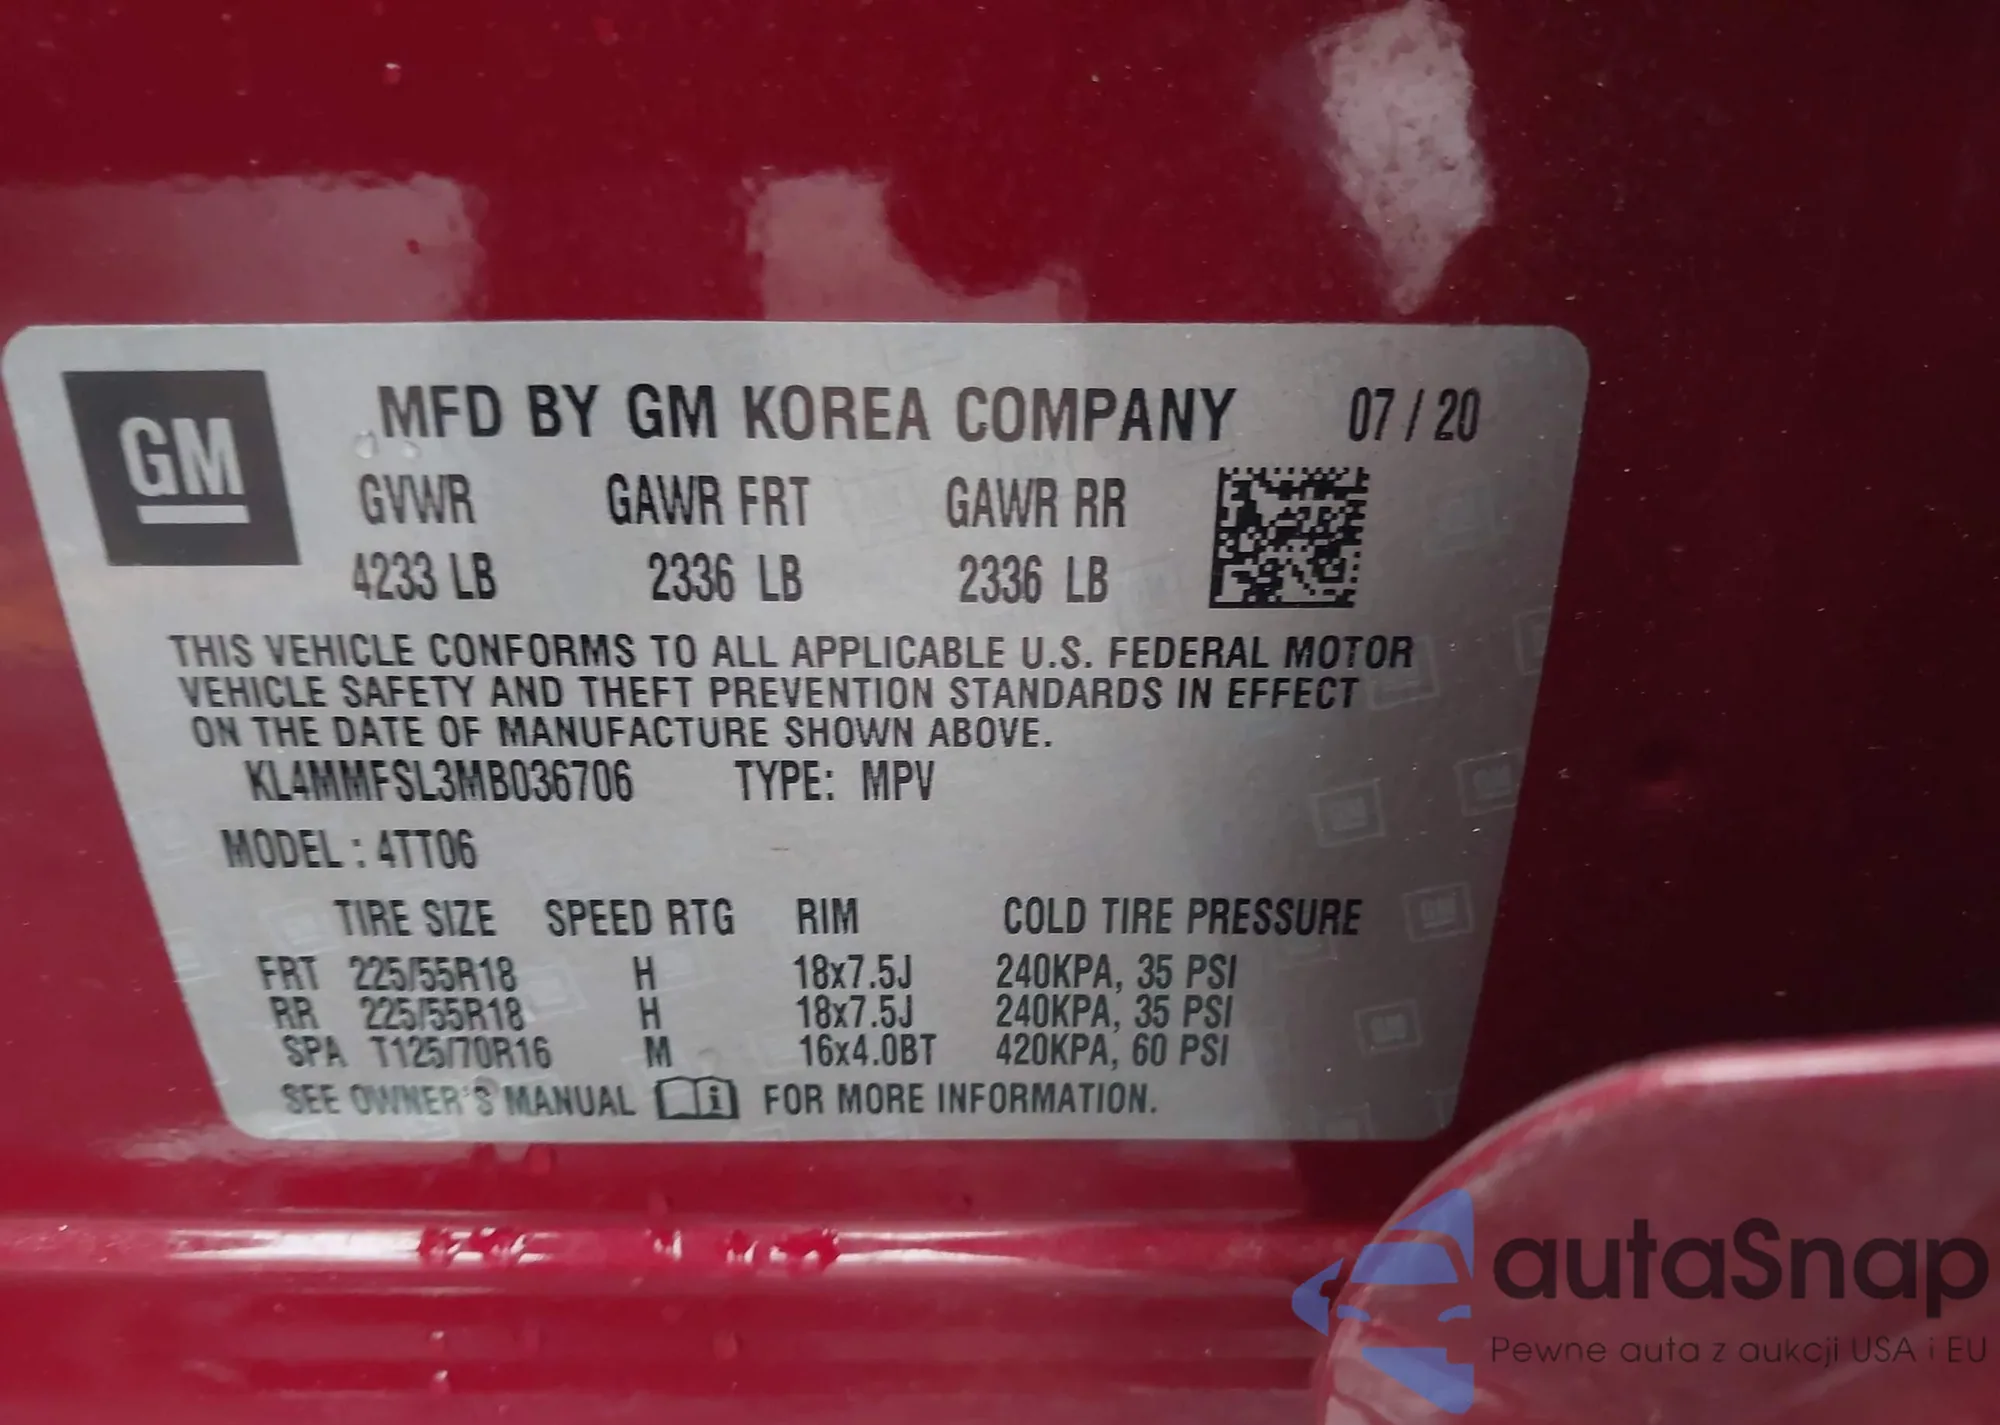 GM
MFD BY GM KOREA COMPANY 07 / 20
GVWR GAWR FRT GAWR RR
4233 LB 2336 LB 2336 LB
THIS VEHICLE CONFORMS TO ALL APPLICABLE U.S. FEDERAL MOTOR
VEHICLE SAFETY AND THEFT PREVENTION STANDARDS IN EFFECT
ON THE DATE OF MANUFACTURE SHOWN ABOVE.
KL4MMFSL3MB036706 TYPE: MPV
MODEL : 4TT06
TIRE SIZE SPEED RTG RIM COLD TIRE PRESSURE
FRT 225/55R18 H 18x7.5J 240KPA, 35 PSI
RR 225/55R18 H 18x7.5J 240KPA, 35 PSI
SPA T125/70R16 M 16x4.0BT 420KPA, 60 PSI
SEE OWNER'S MANUAL i FOR MORE INFORMATION.
autaSnap
Pewne auta z aukcji USA i EU